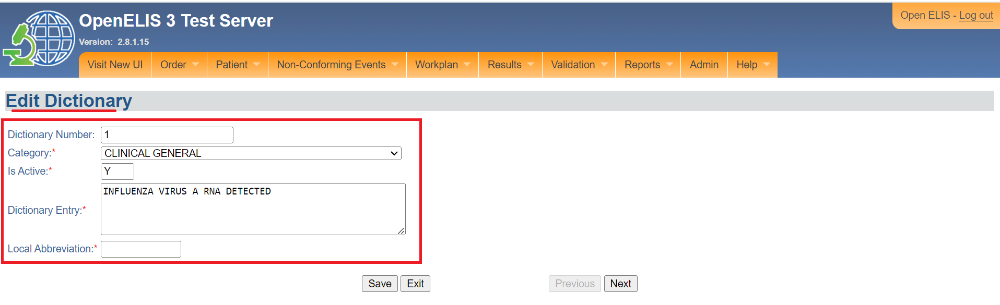 OpenELIS 3 Test Server
Open ELIS - Log out
Version: 2.8.1.15
Visit New UI Order Patient Non-Conforming Events Workplan Results Validation Reports Admin Help
Edit Dictionary
Dictionary Number: 1
Category:* CLINICAL GENERAL
Is Active:* Y
INFLUENZA VIRUS A RNA DETECTED
Dictionary Entry:*
Local Abbreviation:*
Save Exit Previous Next